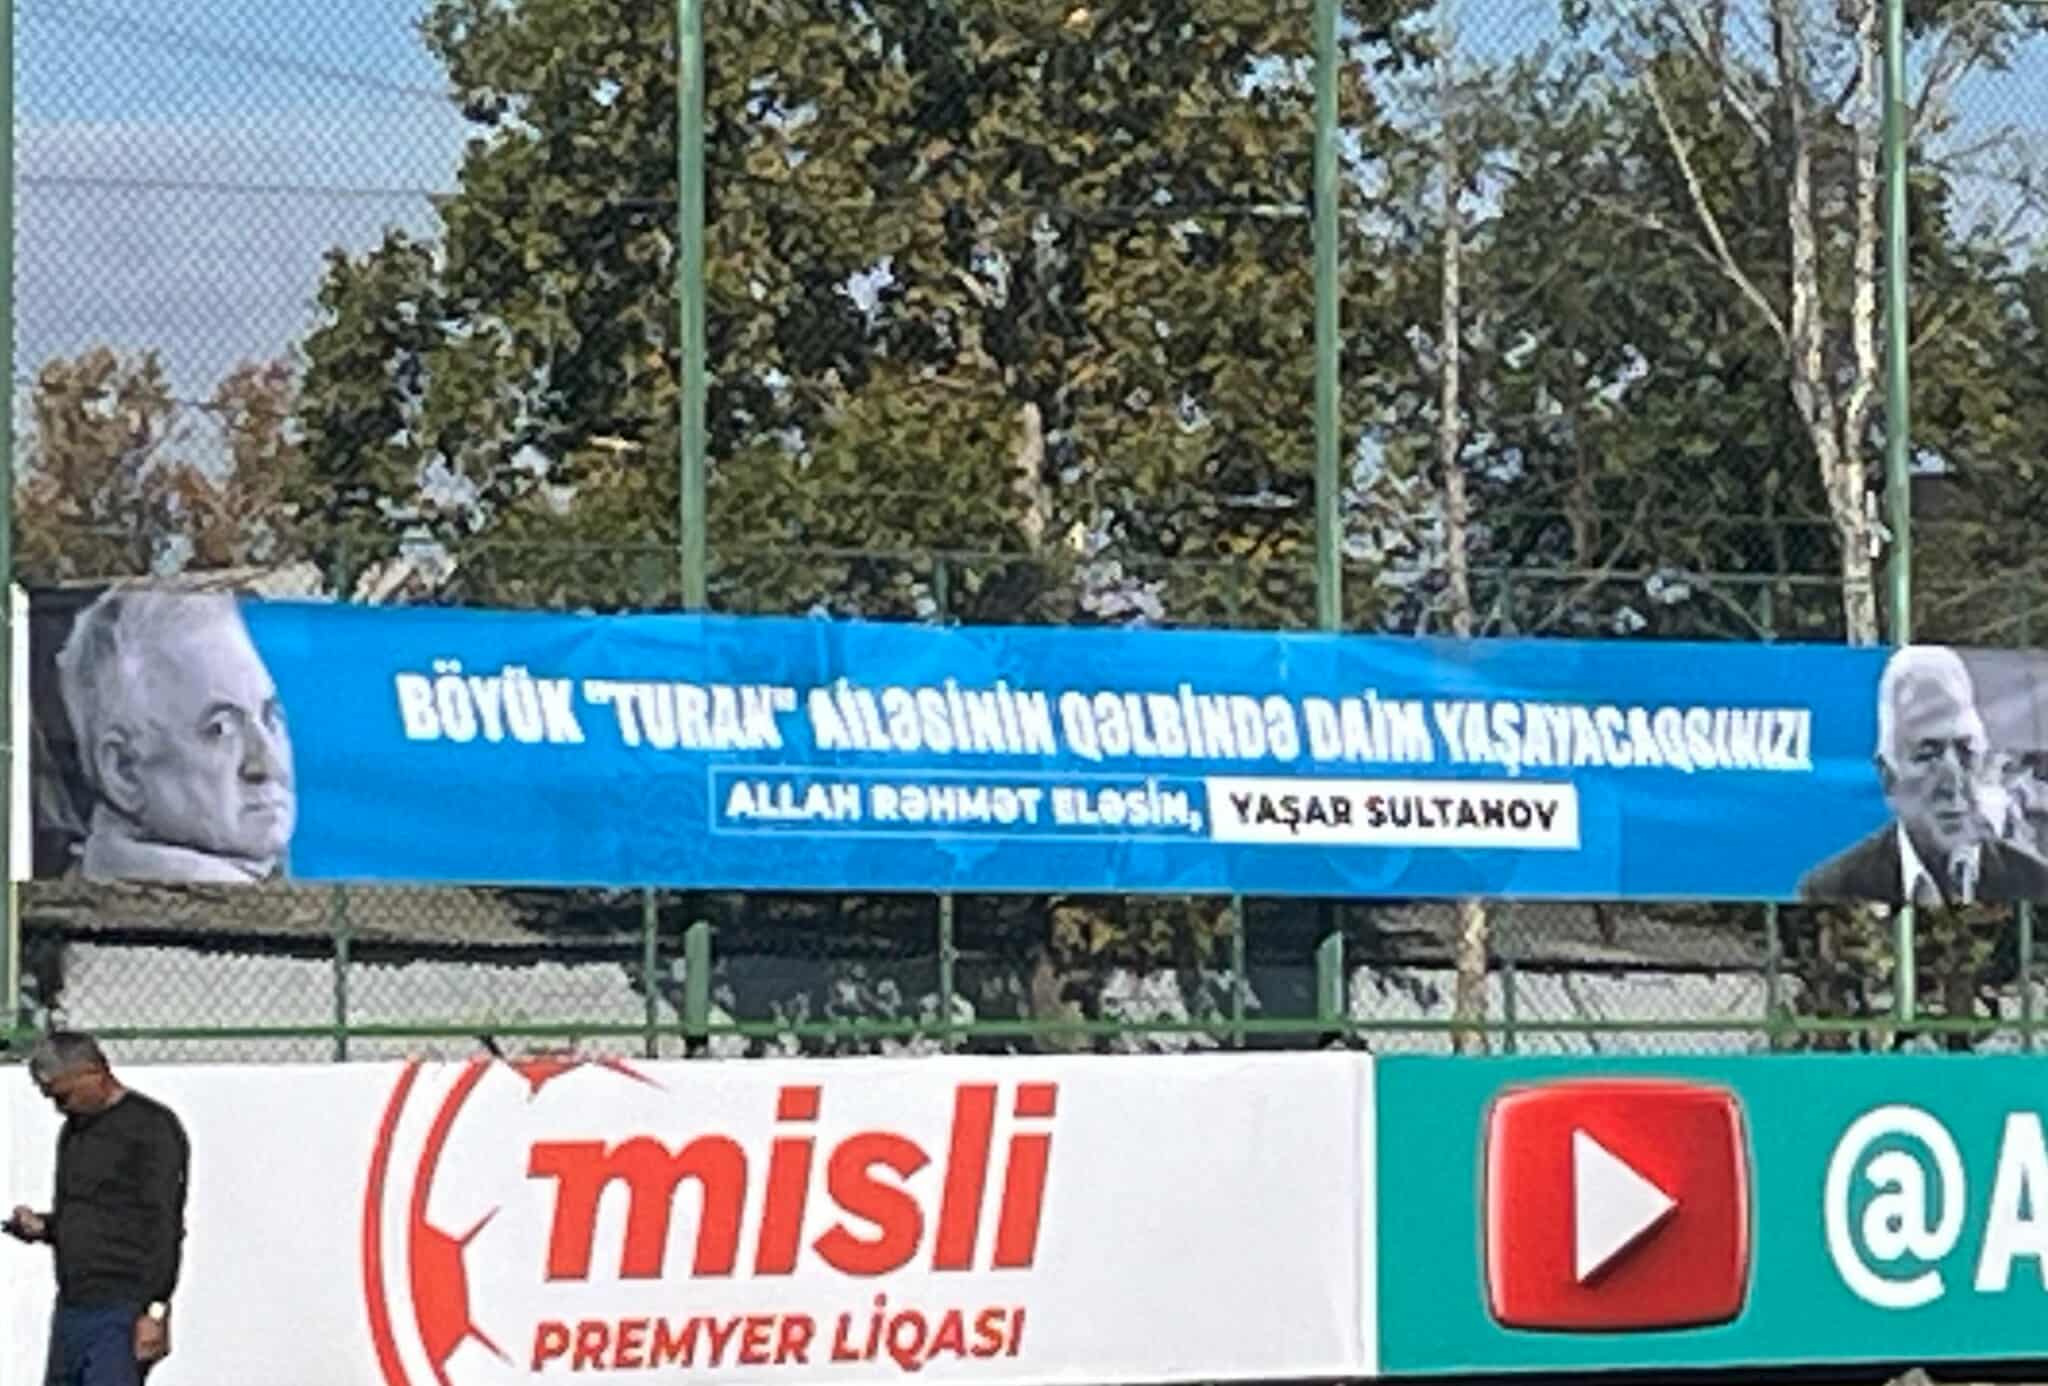 BÖYÜK "TURAN" AİLƏSİNİN QƏLBİNDƏ DAİM YAŞAYACAQSINIZ!
ALLAH RƏHMƏT ELƏSİN, YAŞAR SULTANOV
misli
PREMYER LİQASI
@A